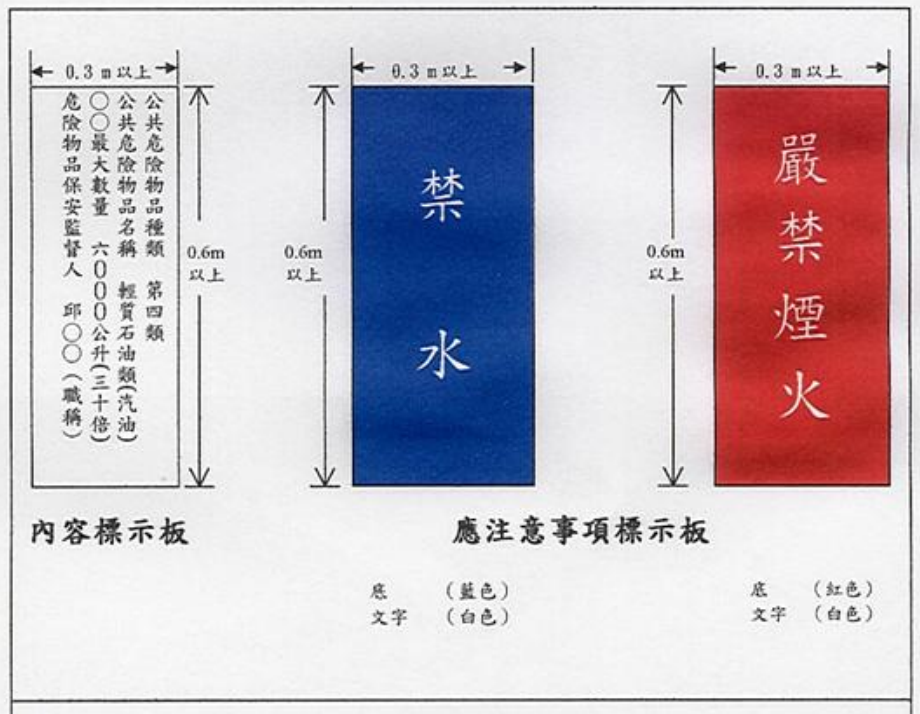 0.3 m以上
公共危險物品種類　第四類
公共危險物品名稱　輕質石油類(汽油)
〇〇最大數量　六000公升(三十倍)
危險物品保安監督人　邱〇〇(職稱)
0.6m
以上
內容標示板
0.3 m以上
0.6m
以上
禁水
0.3 m以上
0.6m
以上
嚴禁煙火
應注意事項標示板
底　(藍色)
文字　(白色)
底　(紅色)
文字　(白色)